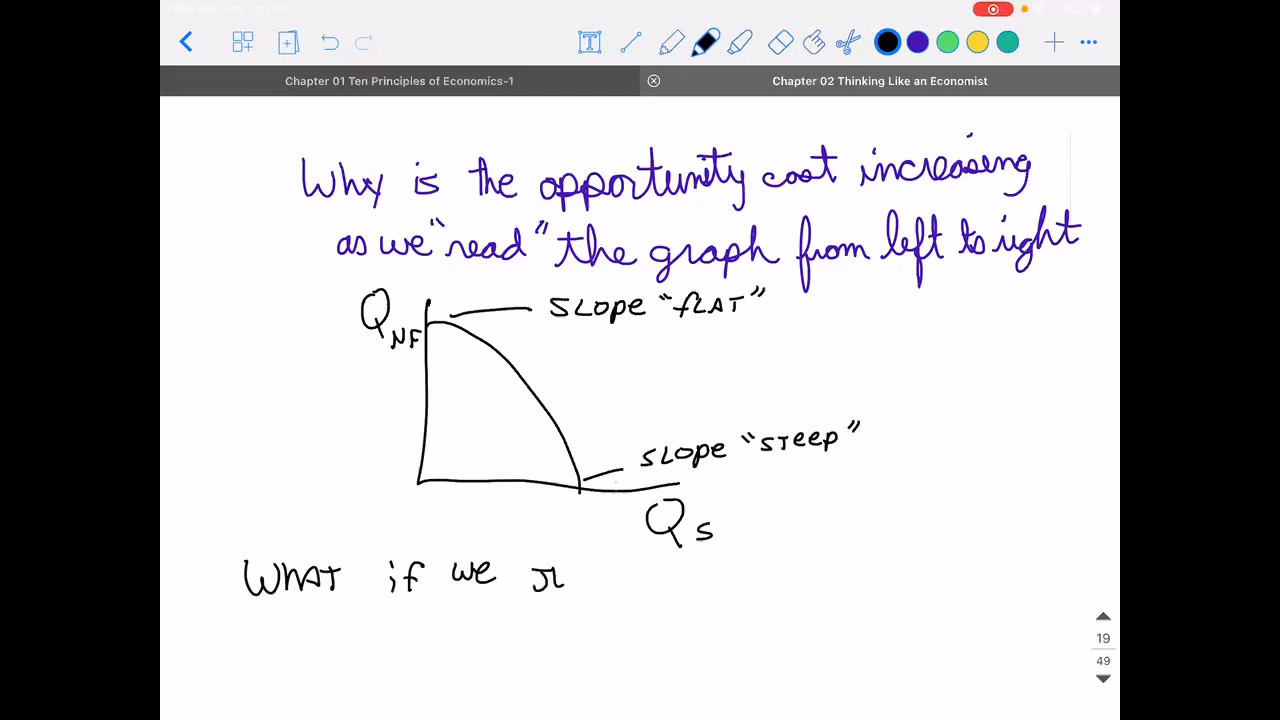 Chapter 01 Ten Principles of Economics-1
Chapter 02 Thinking Like an Economist
Why is the opportunity cost increasing
as we "read" the graph from left to right
Q NF
SLOPE "FLAT"
SLOPE "STEEP"
Q S
WHAT if we
19
49